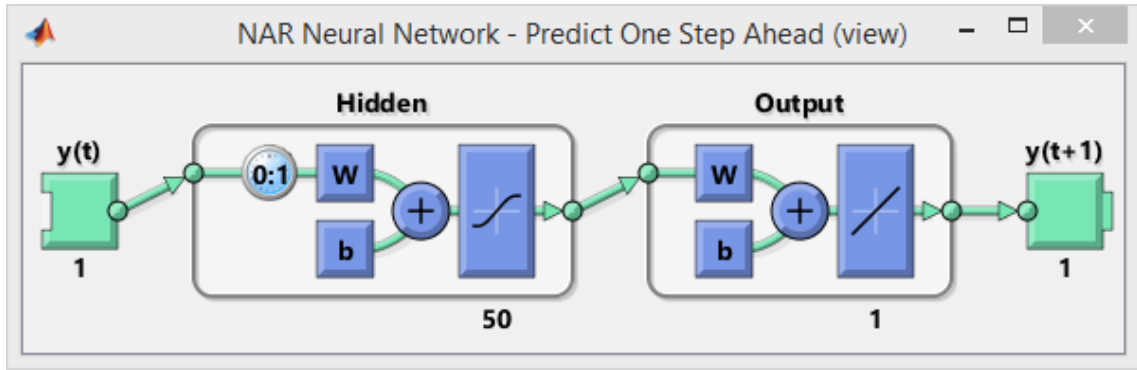 NAR Neural Network - Predict One Step Ahead (view)
Hidden
Output
y(t)
y(t+1)
0:1
W
W
b
b
1
1
50
1